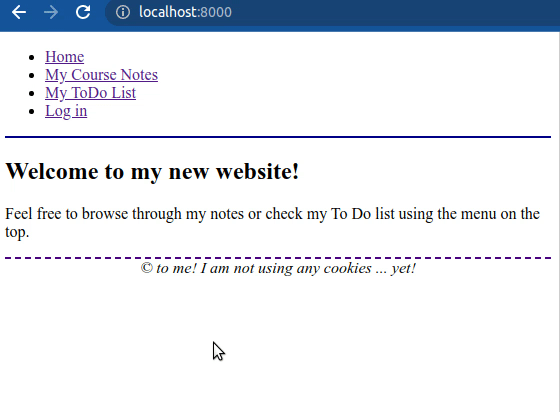 localhost:8000
Home
My Course Notes
My ToDo List
Log in
Welcome to my new website!
Feel free to browse through my notes or check my To Do list using the menu on the
top.
© to me! I am not using any cookies ... yet!